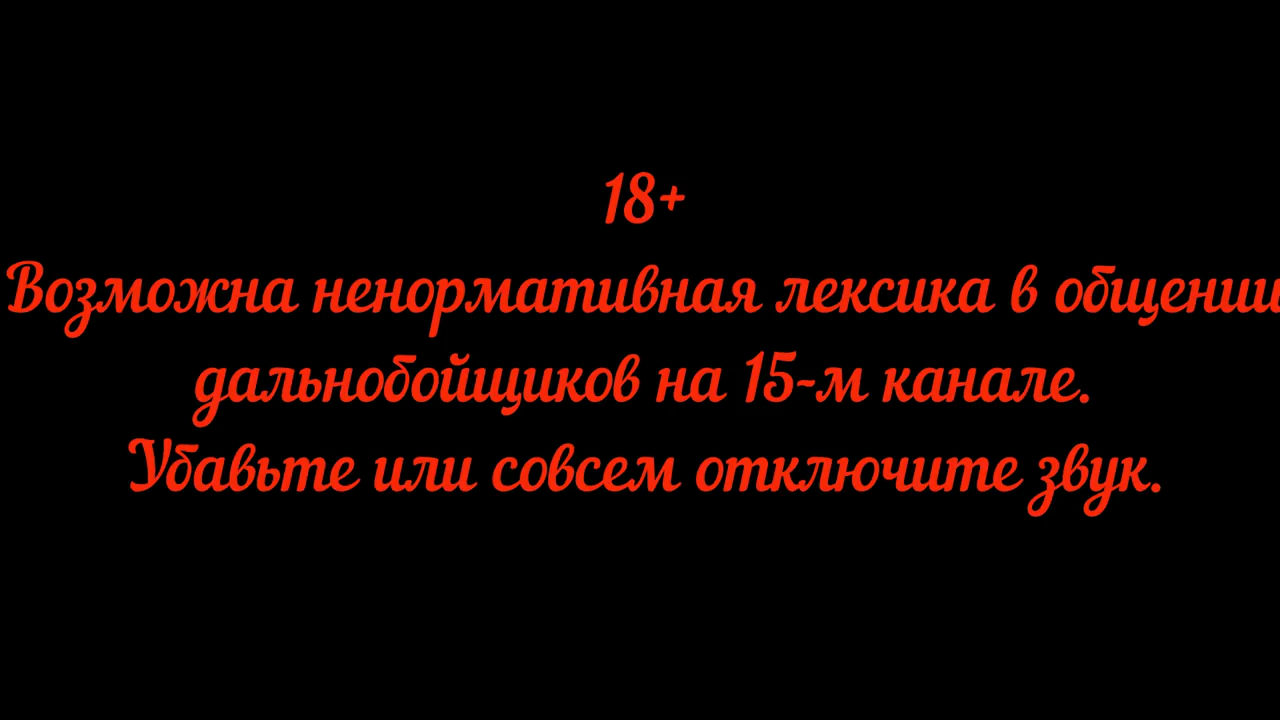 18+
Возможна ненормативная лексика в общении
дальнобойщиков на 15-м канале.
Убавьте или совсем отключите звук.